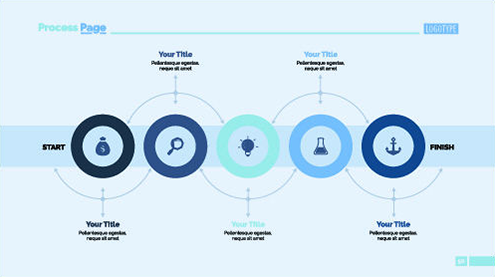 Process Page
LOGOTYPE
Your Title
Pellentesque egestas,
neque sit amet
Your Title
Pellentesque egestas,
neque sit amet
START
$
FINISH
Your Title
Pellentesque egestas,
neque sit amet
Your Title
Pellentesque egestas,
neque sit amet
Your Title
Pellentesque egestas,
neque sit amet